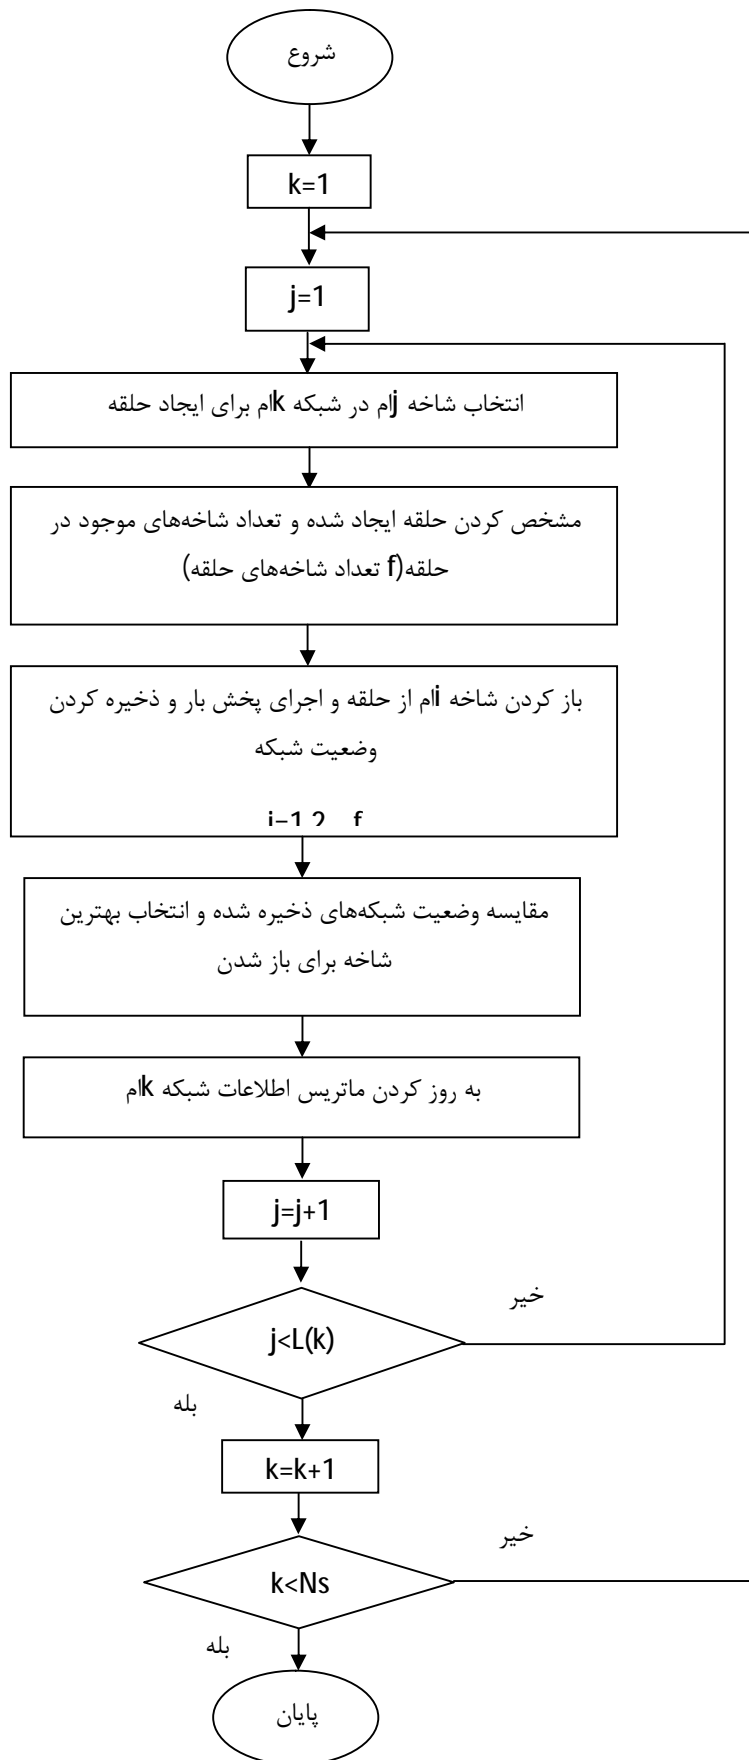 شروع
k=1
j=1
انتخاب شاخه jام در شبکه kام برای ایجاد حلقه
مشخص کردن حلقه ایجاد شده و تعداد شاخه‌های موجود در
حلقه(f تعداد شاخه‌های حلقه)
باز کردن شاخه iام از حلقه و اجرای پخش بار و ذخیره کردن
وضعیت شبکه
مقایسه وضعیت شبکه‌های ذخیره شده و انتخاب بهترین
شاخه برای باز شدن
به روز کردن ماتریس اطلاعات شبکه kام
j=j+1
خیر
j<L(k)
بله
k=k+1
خیر
k<Ns
بله
پایان